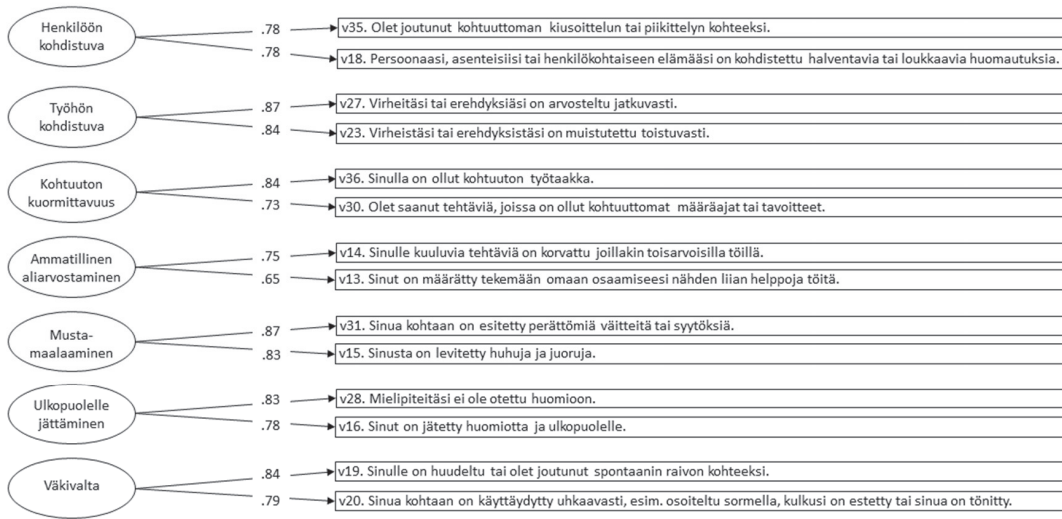 Henkilöön
kohdistuva
.78
v35. Olet joutunut kohtuuttoman kiusoittelun tai piikittelyn kohteeksi.
.78
v18. Persoonaasi, asenteisiisi tai henkilökohtaiseen elämääsi on kohdistettu halventavia tai loukkaavia huomautuksia.
Työhön
kohdistuva
.87
v27. Virheitäsi tai erehdyksiäsi on arvosteltu jatkuvasti.
.84
v23. Virheistäsi tai erehdyksistäsi on muistutettu toistuvasti.
Kohtuuton
kuormittavuus
.84
v36. Sinulla on ollut kohtuuton työtaakka.
.73
v30. Olet saanut tehtäviä, joissa on ollut kohtuuttomat määräajat tai tavoitteet.
Ammatillinen
aliarvostaminen
.75
v14. Sinulle kuuluvia tehtäviä on korvattu joillakin toisarvoisilla töillä.
.65
v13. Sinut on määrätty tekemään omaan osaamiseesi nähden liian helppoja töitä.
Musta-
maalaaminen
.87
v31. Sinua kohtaan on esitetty perättömiä väitteitä tai syytöksiä.
.83
v15. Sinusta on levitetty huhuja ja juoruja.
Ulkopuolelle
jättäminen
.83
v28. Mielipiteitäsi ei ole otettu huomioon.
.78
v16. Sinut on jätetty huomiotta ja ulkopuolelle.
Väkivalta
.84
v19. Sinulle on huudeltu tai olet joutunut spontaanin raivon kohteeksi.
.79
v20. Sinua kohtaan on käyttäydytty uhkaavasti, esim. osoiteltu sormella, kulkusi on estetty tai sinua on tönitty.